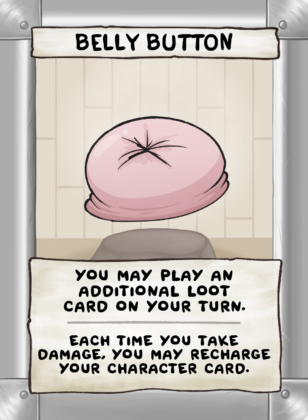 BELLY BUTTON
YOU MAY PLAY AN
ADDITIONAL LOOT
CARD ON YOUR TURN.
EACH TIME YOU TAKE
DAMAGE, YOU MAY RECHARGE
YOUR CHARACTER CARD.